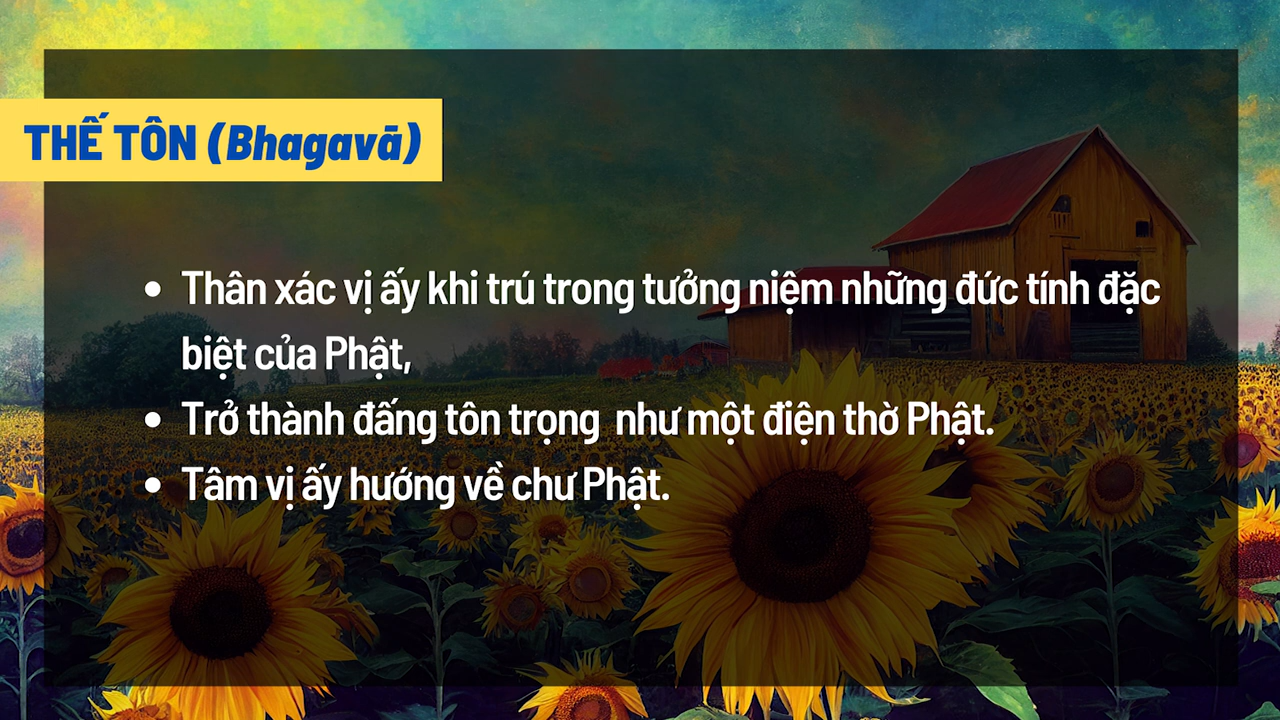 THẾ TÔN (Bhagavā)
• Thân xác vị ấy khi trú trong tưởng niệm những đức tính đặc
biệt của Phật,
• Trở thành đấng tôn trọng  như một điện thờ Phật.
• Tâm vị ấy hướng về chư Phật.